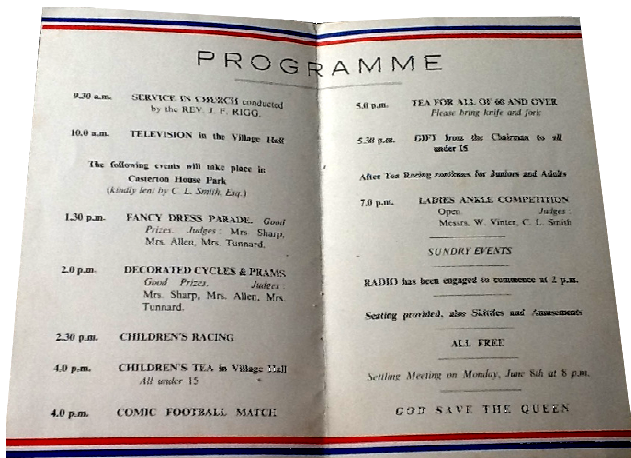 PROGRAMME
9.30 a.m. SERVICE IN CHURCH conducted
by the REV. J. F. RIGG.
10.0 a.m. TELEVISION in the Village Hall
The following events will take place in
Casterton House Park
(kindly lent by C. L. Smith, Esq.)
1.30 p.m. FANCY DRESS PARADE. Good
Prizes. Judges : Mrs. Sharp,
Mrs. Allen, Mrs. Tunnard.
2.0 p.m. DECORATED CYCLES & PRAMS
Good Prizes. Judges :
Mrs. Sharp, Mrs. Allen, Mrs.
Tunnard.
2.30 p.m. CHILDREN'S RACING
4.0 p.m. CHILDREN'S TEA in Village Hall
All under 15
4.0 p.m. COMIC FOOTBALL MATCH
5.0 p.m. TEA FOR ALL OF 60 AND OVER
Please bring knife and fork
5.30 p.m. GIFT from the Chairman to all
under 15
After Tea Racing continues for Juniors and Adults
7.0 p.m. LADIES ANKLE COMPETITION
Open. Judges :
Messrs. W. Vinter, C. L. Smith
SUNDRY EVENTS
RADIO has been engaged to commence at 2 p.m.
Seating provided, also Skittles and Amusements
ALL FREE
Settling Meeting on Monday, June 8th at 8 p.m.
GOD SAVE THE QUEEN